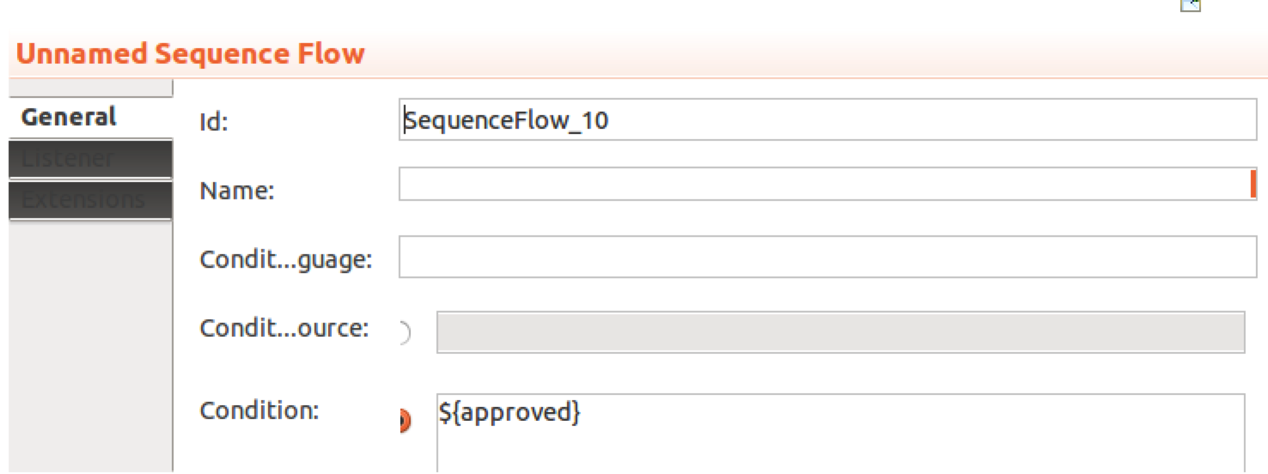 Unnamed Sequence Flow
General
Listener
Extensions
Id: SequenceFlow_10
Name:
Condit...guage:
Condit...ource:
Condition: ${approved}